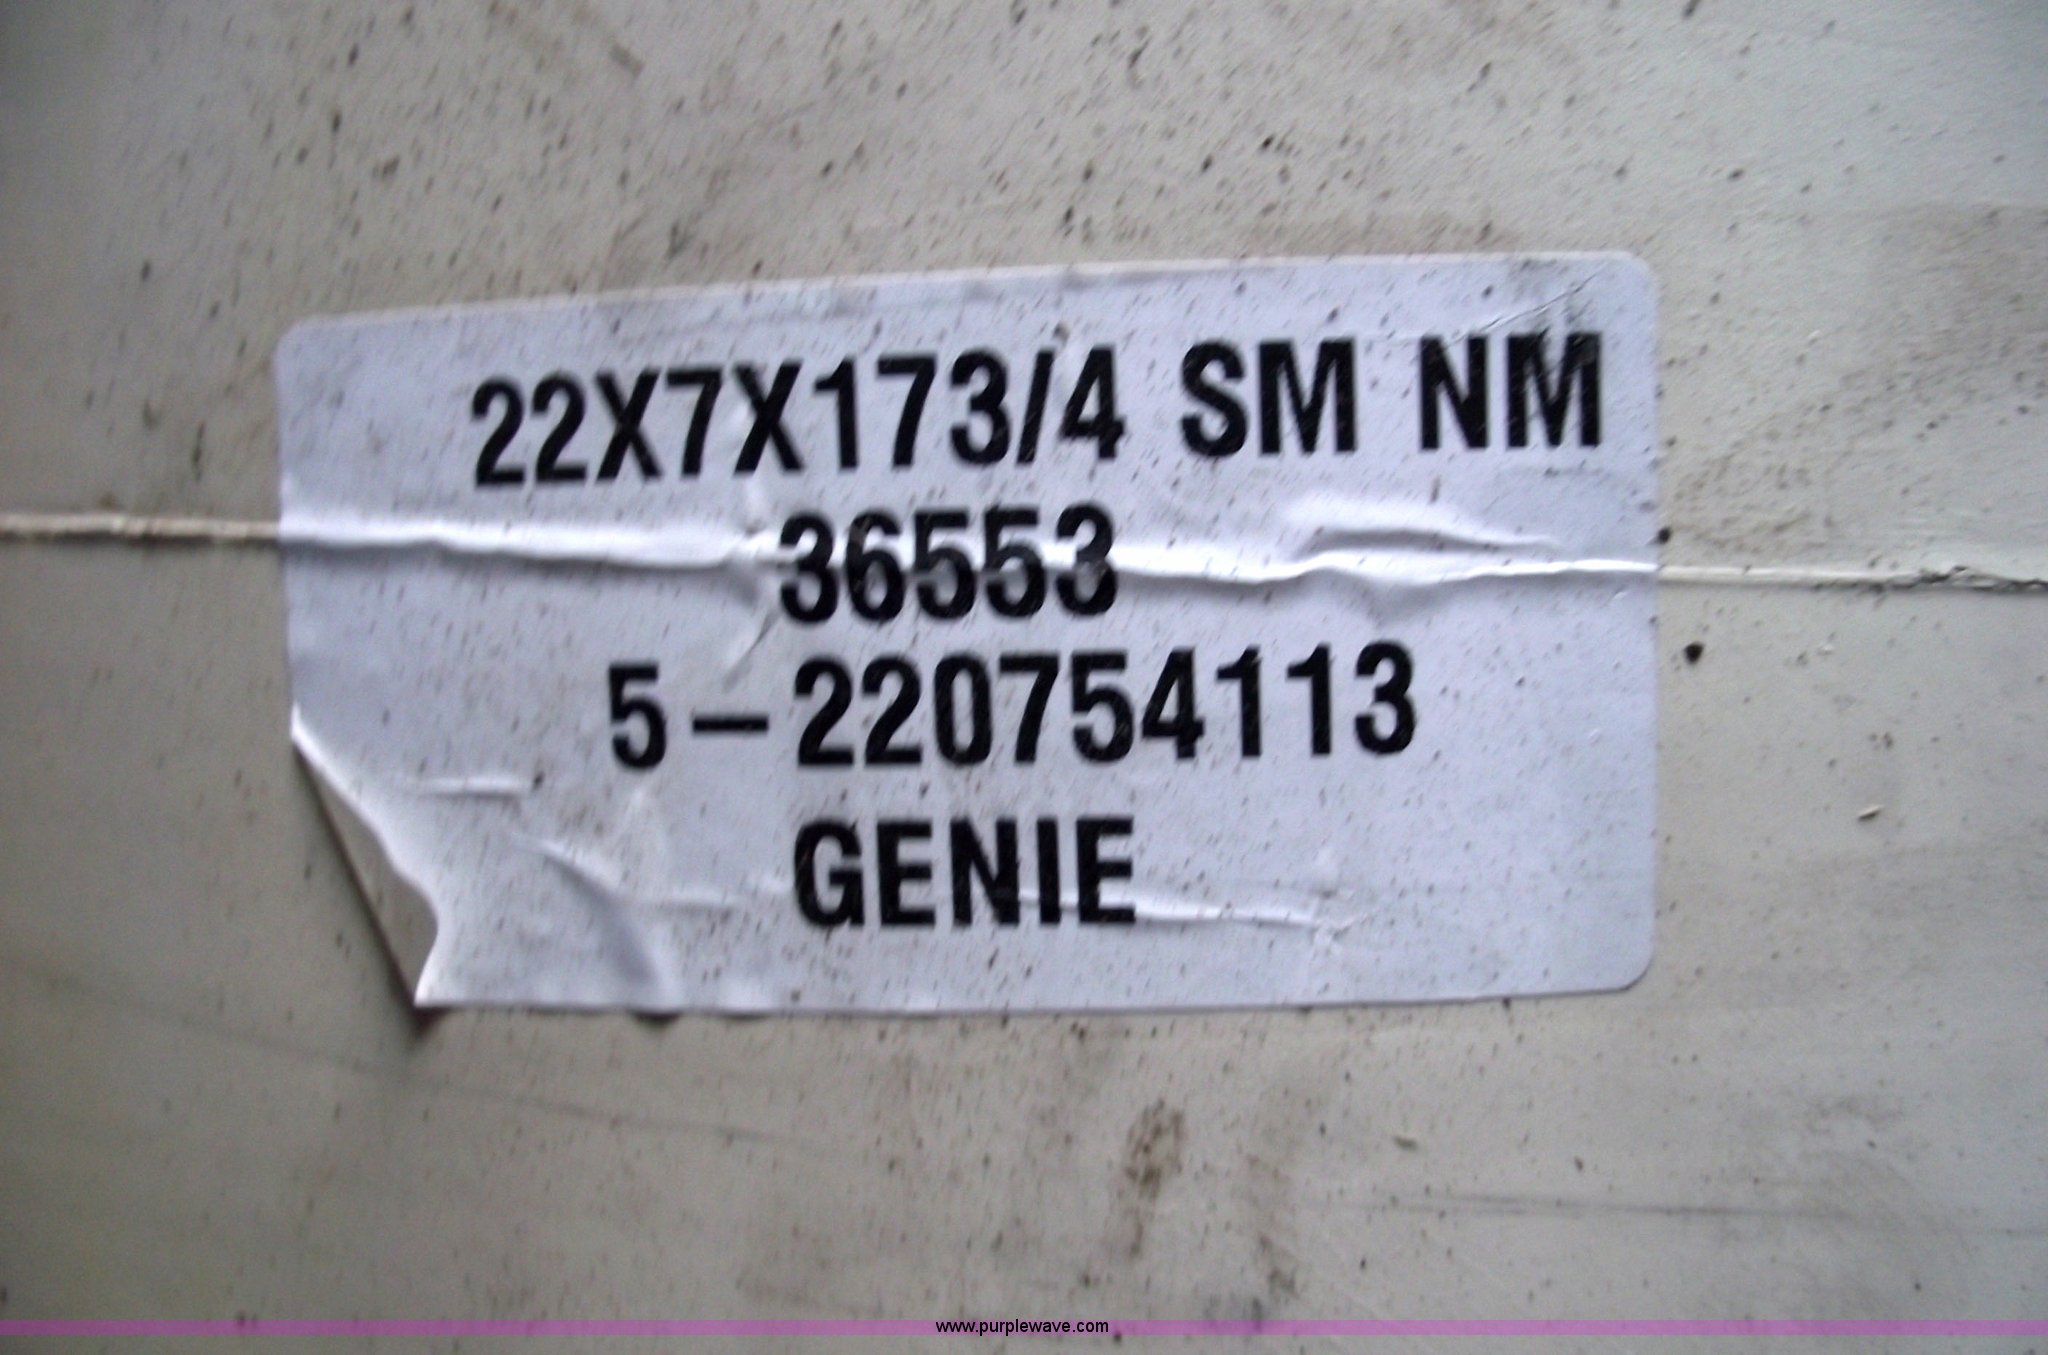 22X7X173/4 SM NM
36553
5-220754113
GENIE
www.purplewave.com